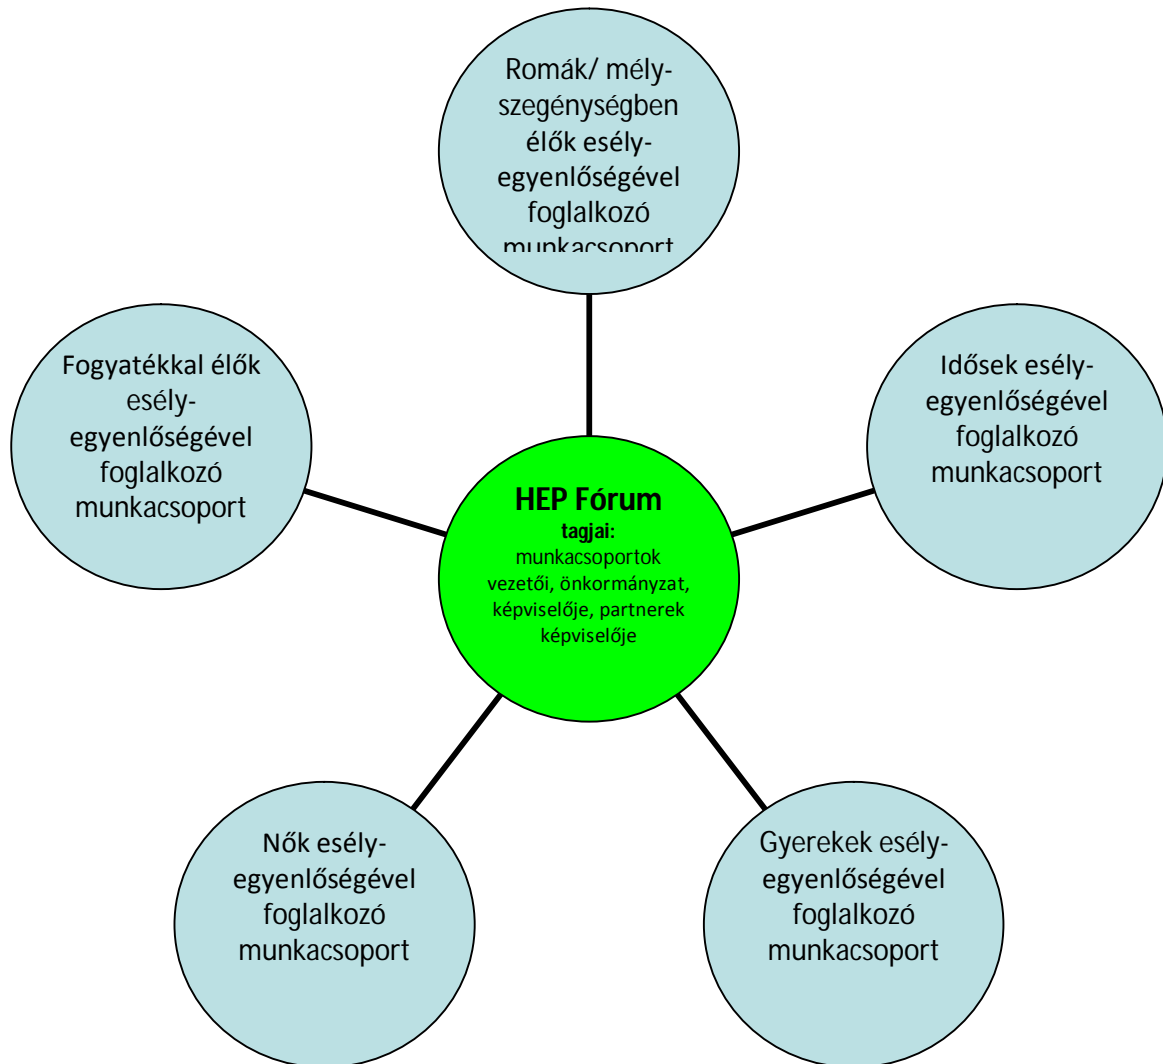 Romák/ mély-
szegénységben
élők esély-
egyenlőségével
foglalkozó
munkacsoport
Fogyatékkal élők
esély-
egyenlőségével
foglalkozó
munkacsoport
Idősek esély-
egyenlőségével
foglalkozó
munkacsoport
HEP Fórum
tagjai:
munkacsoportok
vezetői, önkormányzat,
képviselője, partnerek
képviselője
Nők esély-
egyenlőségével
foglalkozó
munkacsoport
Gyerekek esély-
egyenlőségével
foglalkozó
munkacsoport